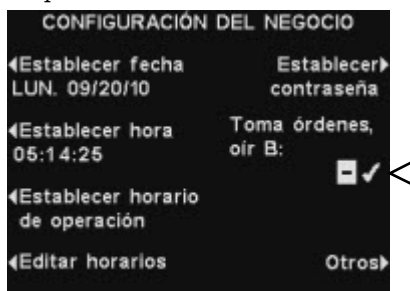 CONFIGURACIÓN DEL NEGOCIO
Establecer fecha
LUN. 09/20/10
Establecer
contraseña
Establecer hora
05:14:25
Toma órdenes,
oír B:
Establecer horario
de operación
Editar horarios
Otros